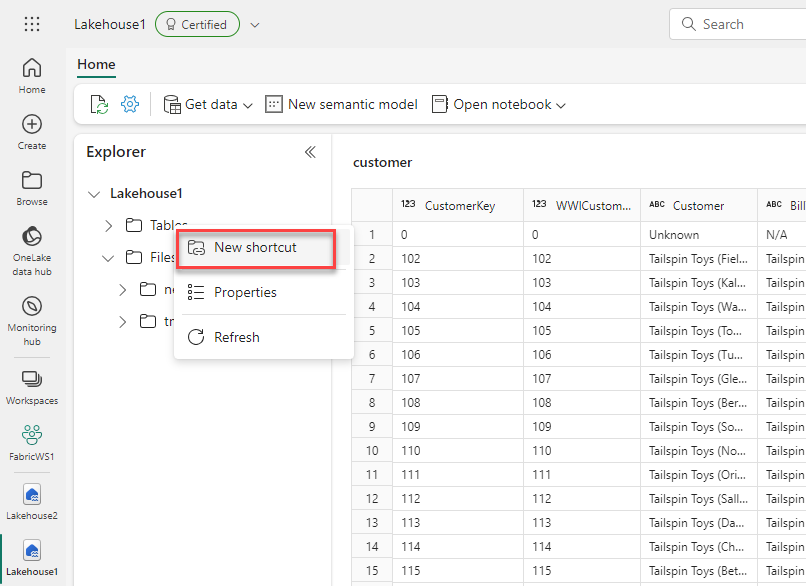 Lakehouse1 Certified
Search
Home
Create
Browse
OneLake
data hub
Monitoring
hub
Workspaces
FabricWS1
Lakehouse2
Lakehouse1
Home
Get data New semantic model Open notebook
Explorer
Lakehouse1
Tables
Files
New shortcut
Properties
Refresh
customer
123 CustomerKey 123 WWICustom... ABC Customer ABC Bill
1 0 0 Unknown N/A
2 102 102 Tailspin Toys (Fiel... Tailspin
3 103 103 Tailspin Toys (Kal... Tailspin
4 104 104 Tailspin Toys (Wa... Tailspin
5 105 105 Tailspin Toys (To... Tailspin
6 106 106 Tailspin Toys (Tu... Tailspin
7 107 107 Tailspin Toys (Gle... Tailspin
8 108 108 Tailspin Toys (Ber... Tailspin
9 109 109 Tailspin Toys (So... Tailspin
10 110 110 Tailspin Toys (No... Tailspin
11 111 111 Tailspin Toys (Ori... Tailspin
12 112 112 Tailspin Toys (Sall... Tailspin
13 113 113 Tailspin Toys (Da... Tailspin
14 114 114 Tailspin Toys (Ch... Tailspin
15 115 115 Tailspin Toys (Bet... Tailspin